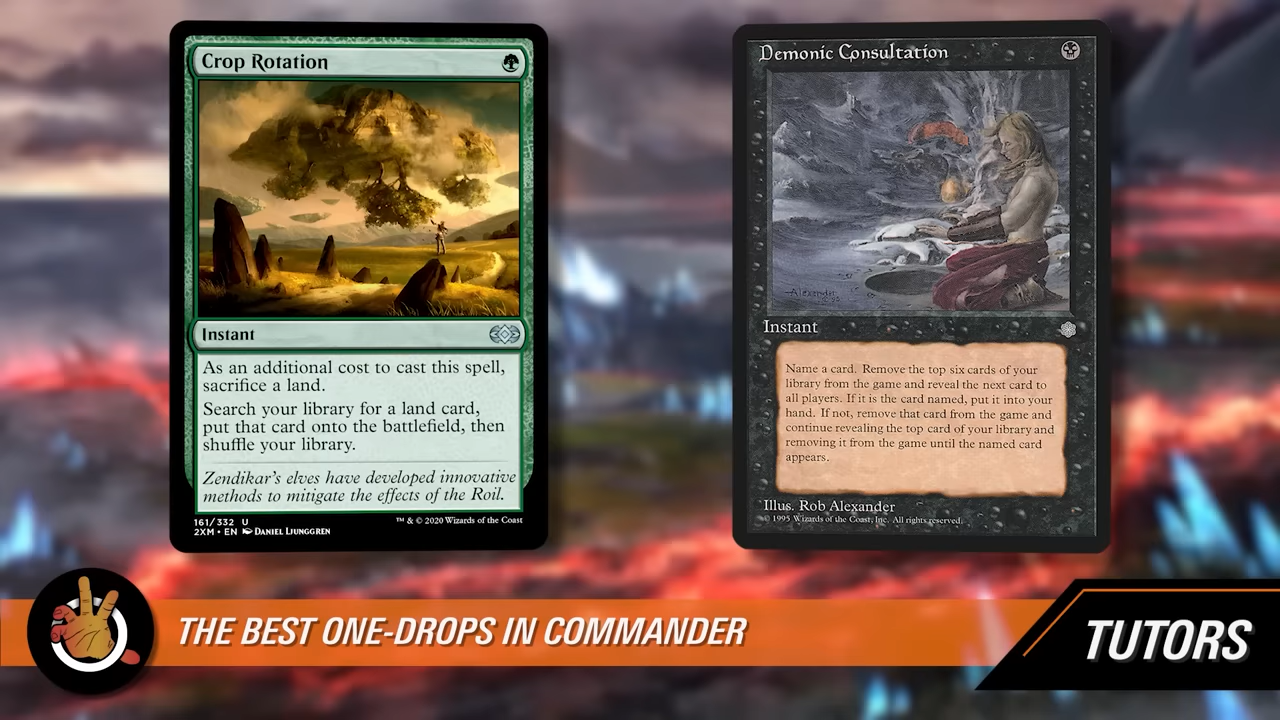 Crop Rotation
Instant
As an additional cost to cast this spell,
sacrifice a land.
Search your library for a land card,
put that card onto the battlefield, then
shuffle your library.
Zendikar's elves have developed innovative
methods to mitigate the effects of the Roil.
161/332 U
2XM • EN DANIEL LJUNGGREN
™ & © 2020 Wizards of the Coast
Demonic Consultation
Alexander
Instant
Name a card. Remove the top six cards of your
library from the game and reveal the next card to
all players. If it is the card named, put it into your
hand. If not, remove that card from the game and
continue revealing the top card of your library and
removing it from the game until the named card
appears.
Illus. Rob Alexander
© 1995 Wizards of the Coast, Inc. All rights reserved.
THE BEST ONE-DROPS IN COMMANDER
TUTORS